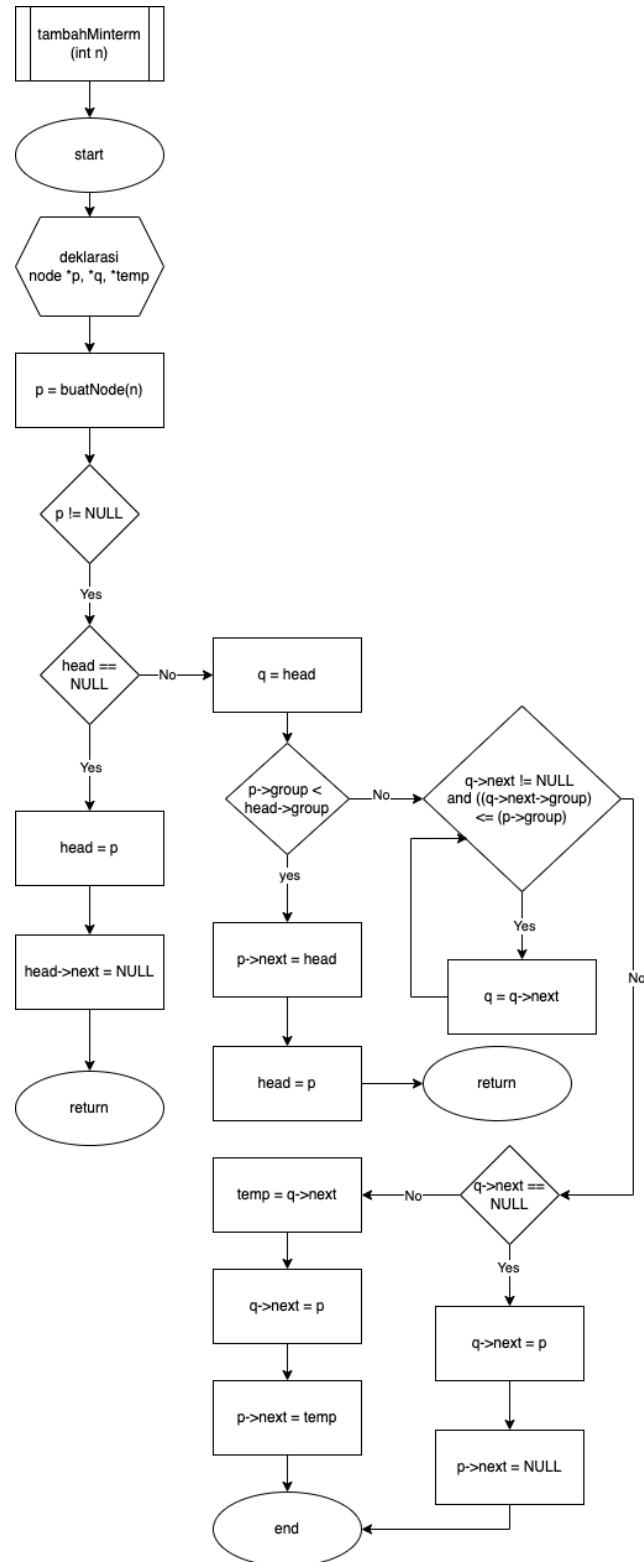 tambahMinterm
(int n)
start
deklarasi
node *p, *q, *temp
p = buatNode(n)
p != NULL
Yes
head ==
NULL
No
q = head
Yes
p->group <
head->group
No
q->next != NULL
and ((q->next->group)
<= (p->group)
head = p
yes
Yes
No
head->next = NULL
p->next = head
q = q->next
return
head = p
return
temp = q->next
No
q->next ==
NULL
Yes
q->next = p
q->next = p
p->next = temp
p->next = NULL
end